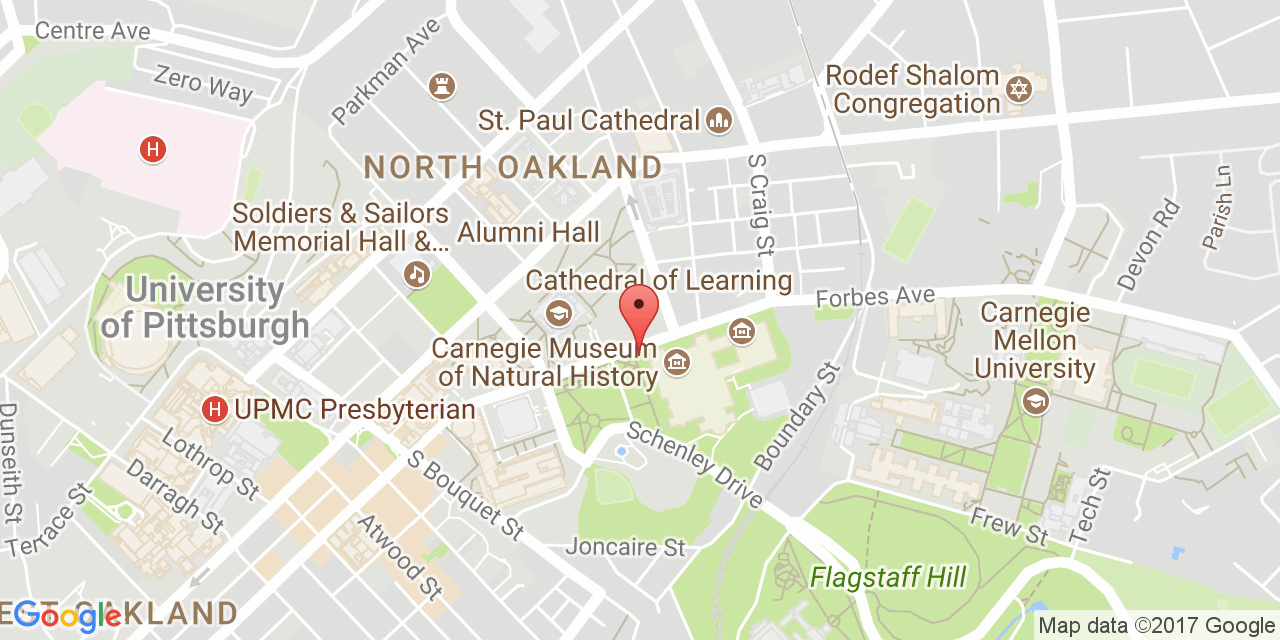 Centre Ave
Zero Way
Parkman Ave
Rodef Shalom
Congregation
St. Paul Cathedral
H
NORTH OAKLAND
S Craig St
Parish Ln
Devon Rd
Soldiers & Sailors
Memorial Hall &...
Alumni Hall
Cathedral of Learning
University
of Pittsburgh
Forbes Ave
Carnegie
Mellon
University
Carnegie Museum
of Natural History
H
UPMC Presbyterian
Boundary St
Schenley Drive
Dunseith St
Lothrop St
Darragh St
S Bouquet St
Terrace St
Atwood St
Tech St
Frew St
Joncaire St
Flagstaff Hill
EST OAKLAND
Google
Map data ©2017 Google